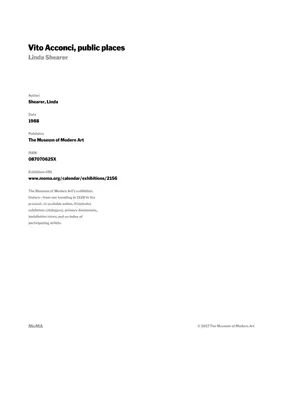 Vito Acconci, public places
Linda Shearer
Author
Shearer, Linda
Date
1988
Publisher
The Museum of Modern Art
ISBN
087070625X
Exhibition URL
www.moma.org/calendar/exhibitions/2156
The Museum of Modern Art's exhibition
history—from our founding in 1929 to the
present—is available online. It includes
exhibition catalogues, primary documents,
installation views, and an index of
participating artists.
MoMA
© 2017 The Museum of Modern Art